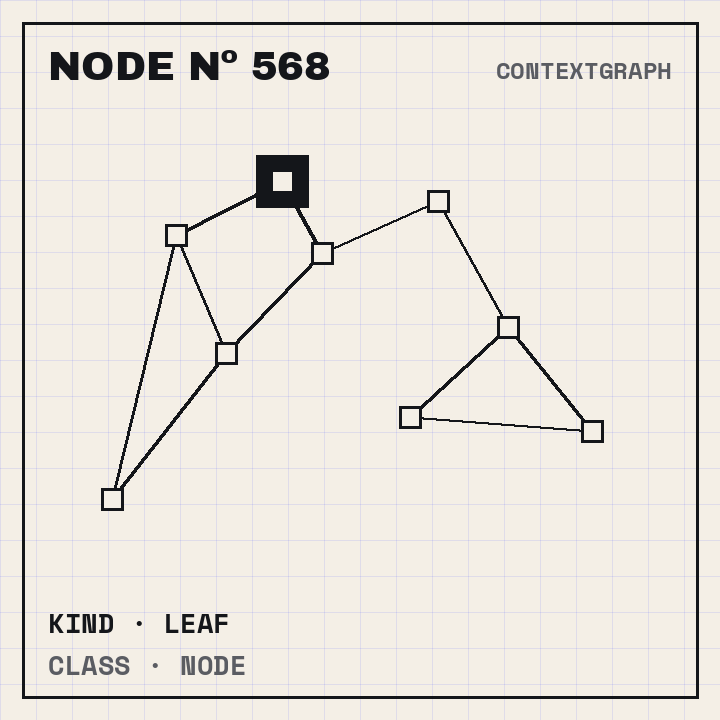 NODE Nº 568
CONTEXTGRAPH
KIND · LEAF
CLASS · NODE